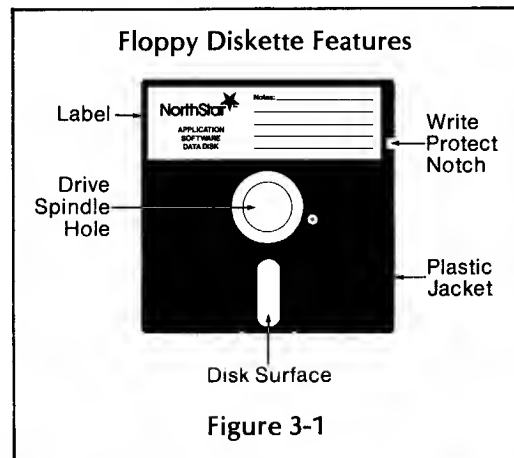 Floppy Diskette Features
Label
NorthStar
Notes:
APPLICATION
SOFTWARE
DATA DISK
Write
Protect
Notch
Drive
Spindle
Hole
Plastic
Jacket
Disk Surface
Figure 3-1